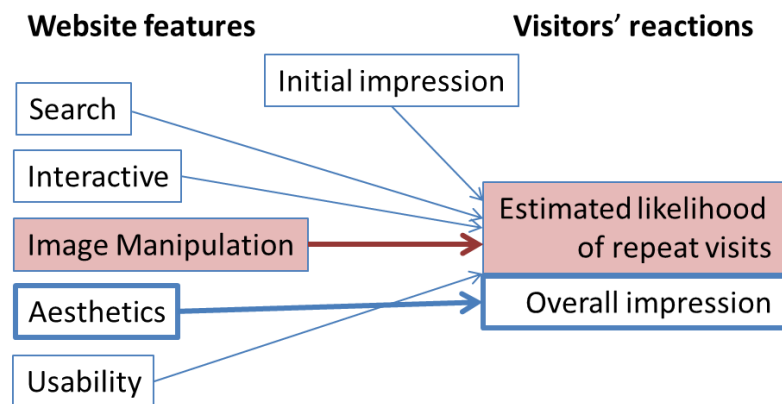 Website features
Visitors’ reactions
Initial impression
Search
Interactive
Image Manipulation
Aesthetics
Usability
Estimated likelihood
of repeat visits
Overall impression